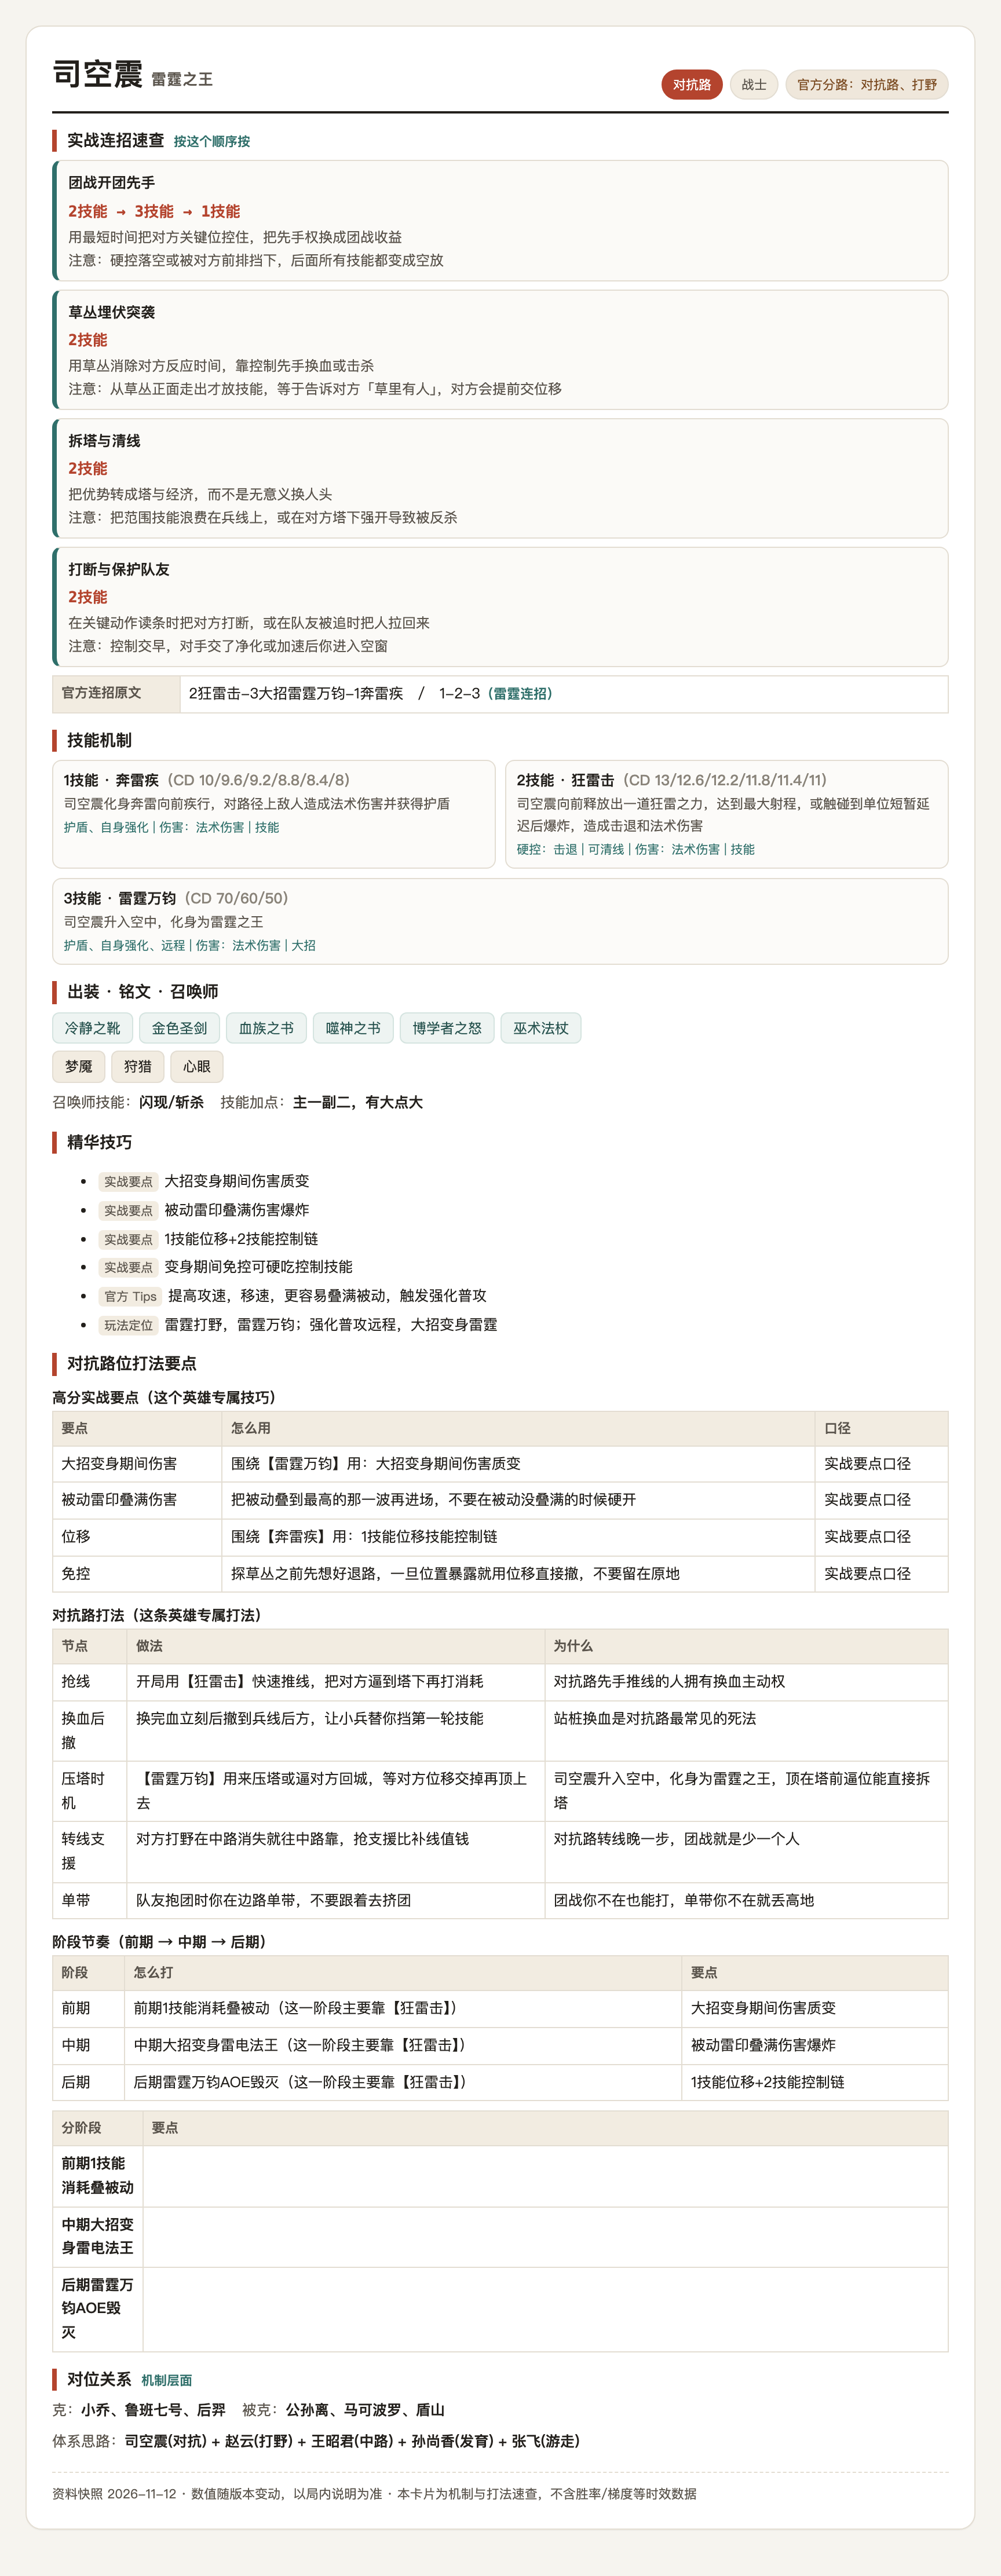 司空震 雷霆之王
对抗路 战士 官方分路：对抗路、打野
实战连招速查 按这个顺序按
团战开团先手
2技能 → 3技能 → 1技能
用最短时间把对方关键位控住，把先手权换成团战收益
注意：硬控落空或被对方前排挡下，后面所有技能都变成空放
草丛埋伏突袭
2技能
用草丛消除对方反应时间，靠控制先手换血或击杀
注意：从草丛正面走出才放技能，等于告诉对方「草里有人」，对方会提前交位移
拆塔与清线
2技能
把优势转成塔与经济，而不是无意义换人头
注意：把范围技能浪费在兵线上，或在对方塔下强开导致被反杀
打断与保护队友
2技能
在关键动作读条时把对方打断，或在队友被追时把人拉回来
注意：控制交早，对手交了净化或加速后你进入空窗
官方连招原文 2狂雷击-3大招雷霆万钧-1奔雷疾 / 1-2-3（雷霆连招）
技能机制
1技能 · 奔雷疾（CD 10/9.6/9.2/8.8/8.4/8）
司空震化身奔雷向前疾行，对路径上敌人造成法术伤害并获得护盾
护盾、自身强化 | 伤害：法术伤害 | 技能
2技能 · 狂雷击（CD 13/12.6/12.2/11.8/11.4/11）
司空震向前释放出一道狂雷之力，达到最大射程，或触碰到单位短暂延
迟后爆炸，造成击退和法术伤害
硬控：击退 | 可清线 | 伤害：法术伤害 | 技能
3技能 · 雷霆万钧（CD 70/60/50）
司空震升入空中，化身为雷霆之王
护盾、自身强化、远程 | 伤害：法术伤害 | 大招
出装 · 铭文 · 召唤师
冷静之靴 金色圣剑 血族之书 噬神之书 博学者之怒 巫术法杖
梦魇 狩猎 心眼
召唤师技能：闪现/斩杀 技能加点：主一副二，有大点大
精华技巧
• 实战要点 大招变身期间伤害质变
• 实战要点 被动雷印叠满伤害爆炸
• 实战要点 1技能位移+2技能控制链
• 实战要点 变身期间免控可硬吃控制技能
• 官方 Tips 提高攻速，移速，更容易叠满被动，触发强化普攻
• 玩法定位 雷霆打野，雷霆万钧；强化普攻远程，大招变身雷霆
对抗路位打法要点
高分实战要点（这个英雄专属技巧）
要点 怎么用 口径
大招变身期间伤害 围绕【雷霆万钧】用：大招变身期间伤害质变 实战要点口径
被动雷印叠满伤害 把被动叠到最高的那一波再进场，不要在被动没叠满的时候硬开 实战要点口径
位移 围绕【奔雷疾】用：1技能位移技能控制链 实战要点口径
免控 探草丛之前先想好退路，一旦位置暴露就用位移直接撤，不要留在原地 实战要点口径
对抗路打法（这条英雄专属打法）
节点 做法 为什么
抢线 开局用【狂雷击】快速推线，把对方逼到塔下再打消耗 对抗路先手推线的人拥有换血主动权
换血后
撤 换完血立刻后撤到兵线后方，让小兵替你挡第一轮技能 站桩换血是对抗路最常见的死法
压塔时
机 【雷霆万钧】用来压塔或逼对方回城，等对方位移交掉再顶上
去 司空震升入空中，化身为雷霆之王，顶在塔前逼位能直接拆
塔
转线支
援 对方打野在中路消失就往中路靠，抢支援比补线值钱 对抗路转线晚一步，团战就是少一个人
单带 队友抱团时你在边路单带，不要跟着去挤团 团战你不在也能打，单带你不在就丢高地
阶段节奏（前期 → 中期 → 后期）
阶段 怎么打 要点
前期 前期1技能消耗叠被动（这一阶段主要靠【狂雷击】） 大招变身期间伤害质变
中期 中期大招变身雷电法王（这一阶段主要靠【狂雷击】） 被动雷印叠满伤害爆炸
后期 后期雷霆万钧AOE毁灭（这一阶段主要靠【狂雷击】） 1技能位移+2技能控制链
分阶段 要点
前期1技能
消耗叠被动
中期大招变
身雷电法王
后期雷霆万
钧AOE毁
灭
对位关系 机制层面
克：小乔、鲁班七号、后羿 被克：公孙离、马可波罗、盾山
体系思路：司空震(对抗) + 赵云(打野) + 王昭君(中路) + 孙尚香(发育) + 张飞(游走)
资料快照 2026-11-12 · 数值随版本变动，以局内说明为准 · 本卡片为机制与打法速查，不含胜率/梯度等时效数据